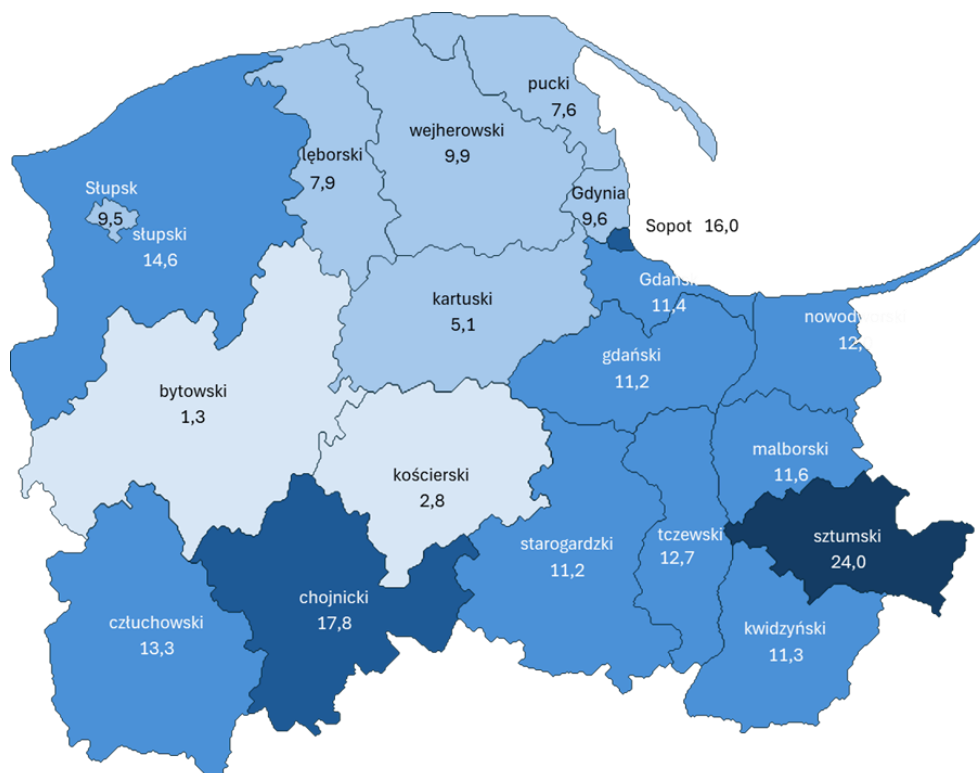 pucki
7,6
wejherowski
9,9
lęborski
7,9
Słupsk
9,5
Gdynia
9,6
słupski
14,6
Sopot 16,0
Gdański
11,4
kartuski
5,1
gdański
11,2
bytowski
1,3
kościerski
2,8
malborski
11,6
starogardzki
11,2
tczewski
12,7
sztumski
24,0
chojnicki
17,8
człuchowski
13,3
kwidzyński
11,3